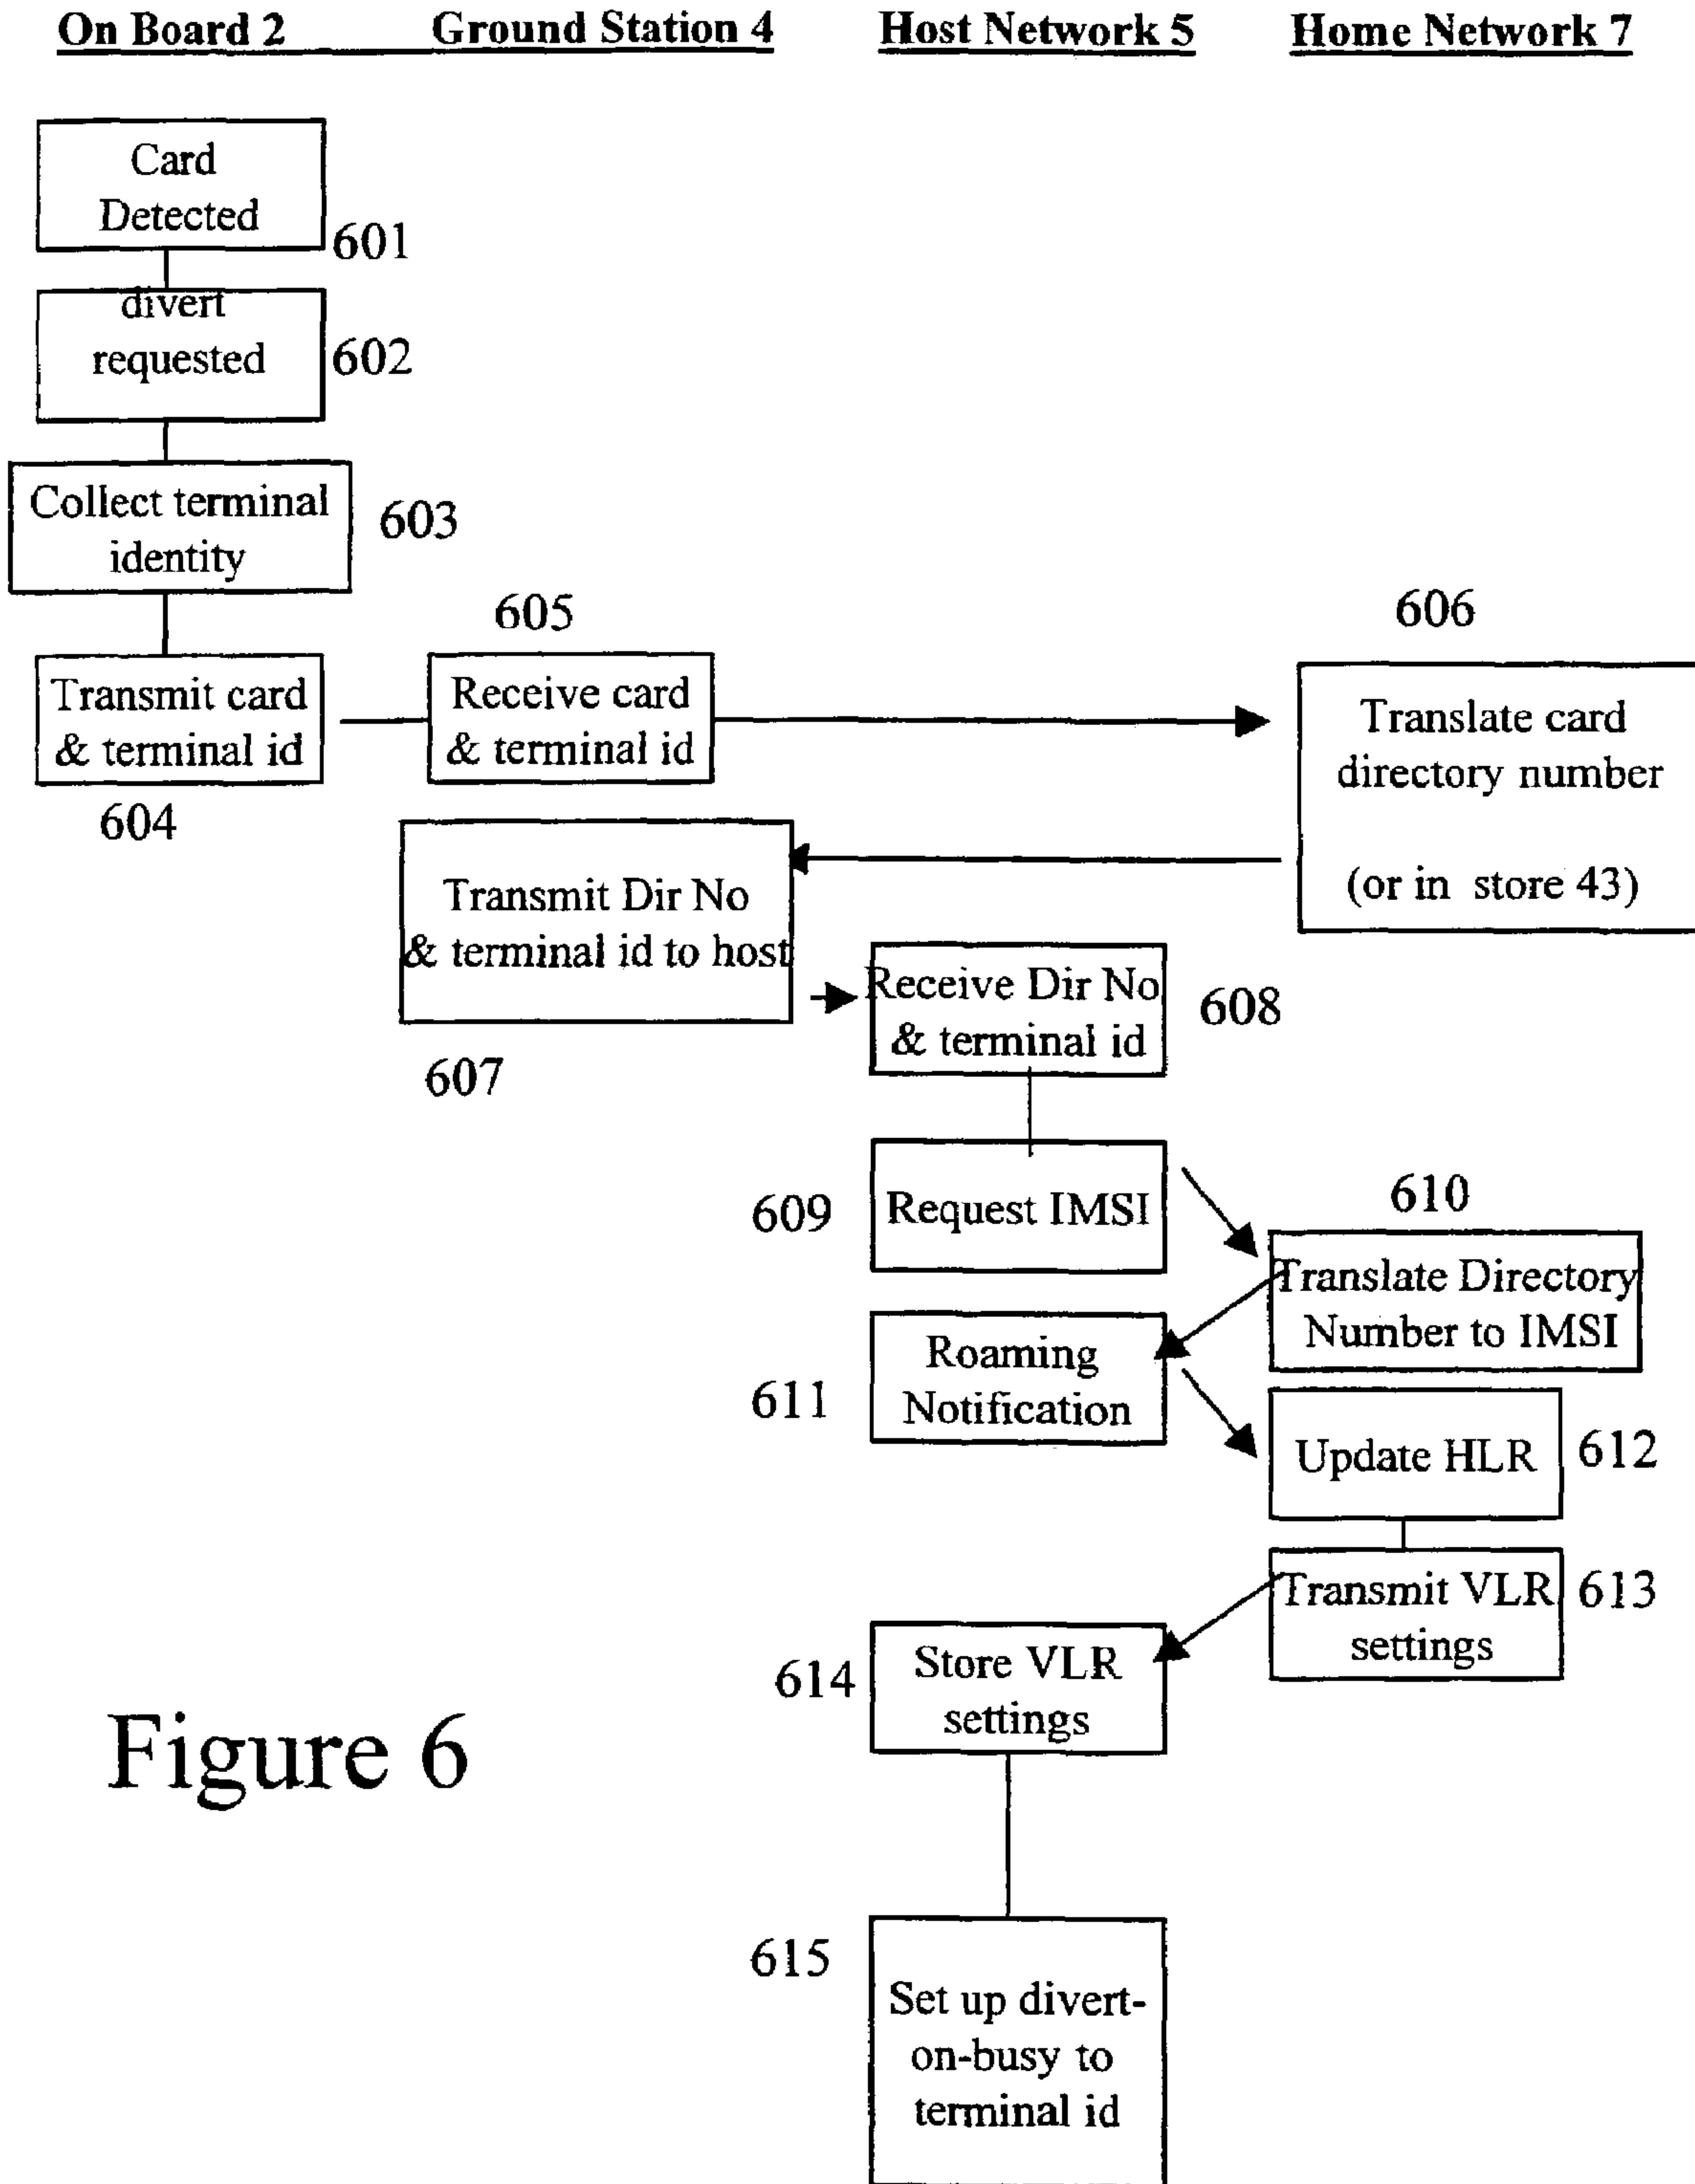 On Board 2 Ground Station 4 Host Network 5 Home Network 7
Card
Detected
601
divert
requested
602
Collect terminal
identity
603
Transmit card
& terminal id
604
605
Receive card
& terminal id
606
Translate card
directory number
(or in store 43)
Transmit Dir No
& terminal id to host
607
Receive Dir No
& terminal id
608
609
Request IMSI
610
Translate Directory
Number to IMSI
611
Roaming
Notification
Update HLR
612
Transmit VLR
settings
613
614
Store VLR
settings
615
Set up divert-
on-busy to
terminal id
Figure 6